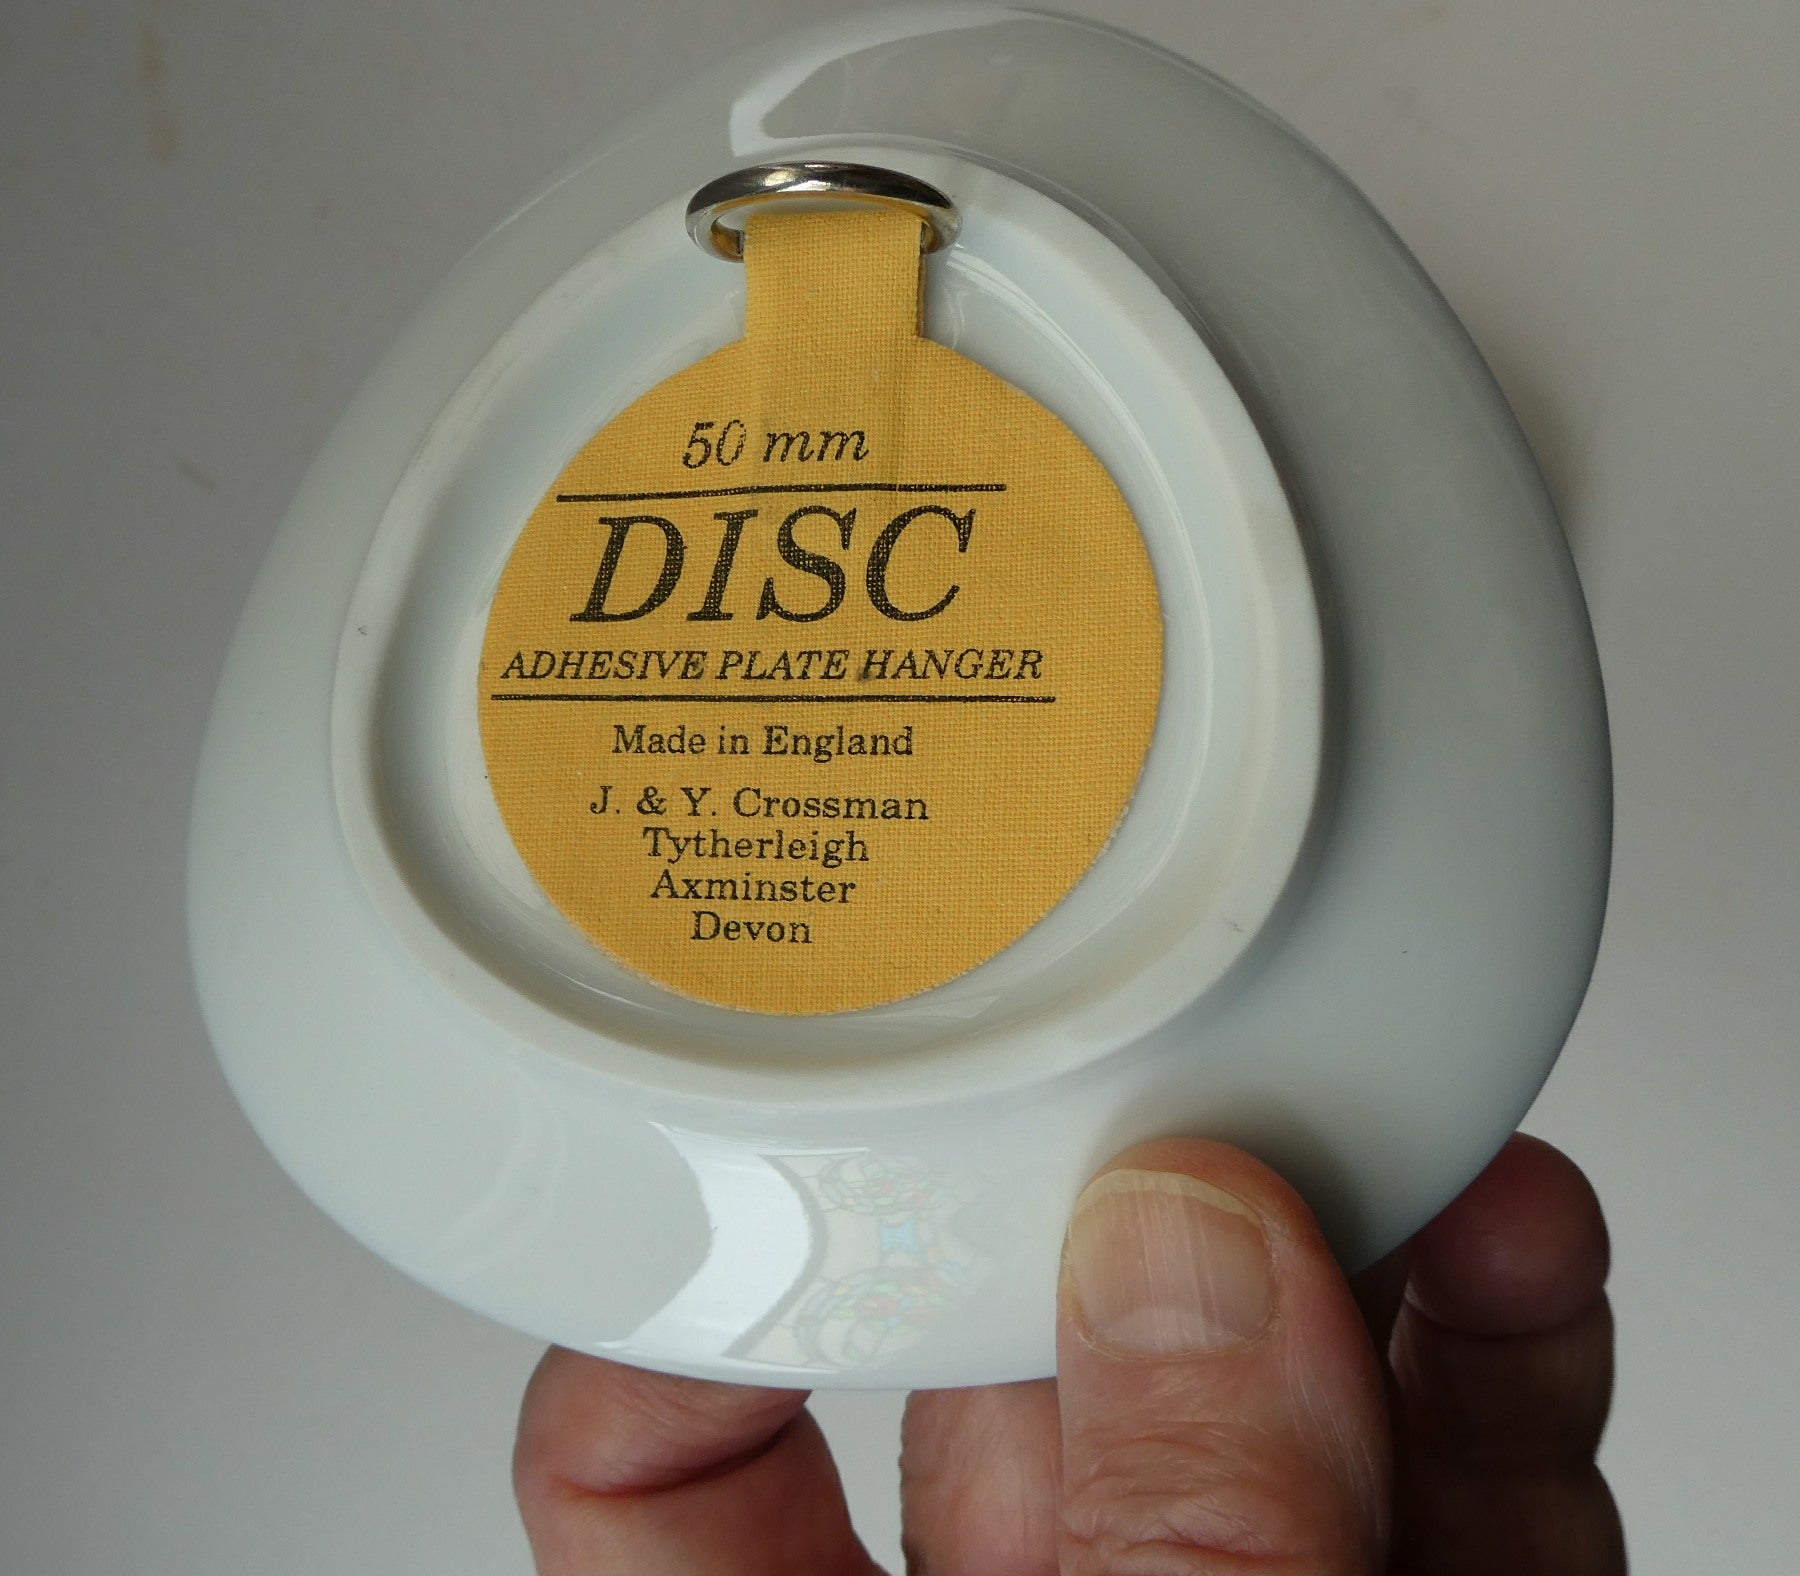 50 mm
DISC
ADHESIVE PLATE HANGER
Made in England
J. & Y. Crossman
Tytherleigh
Axminster
Devon